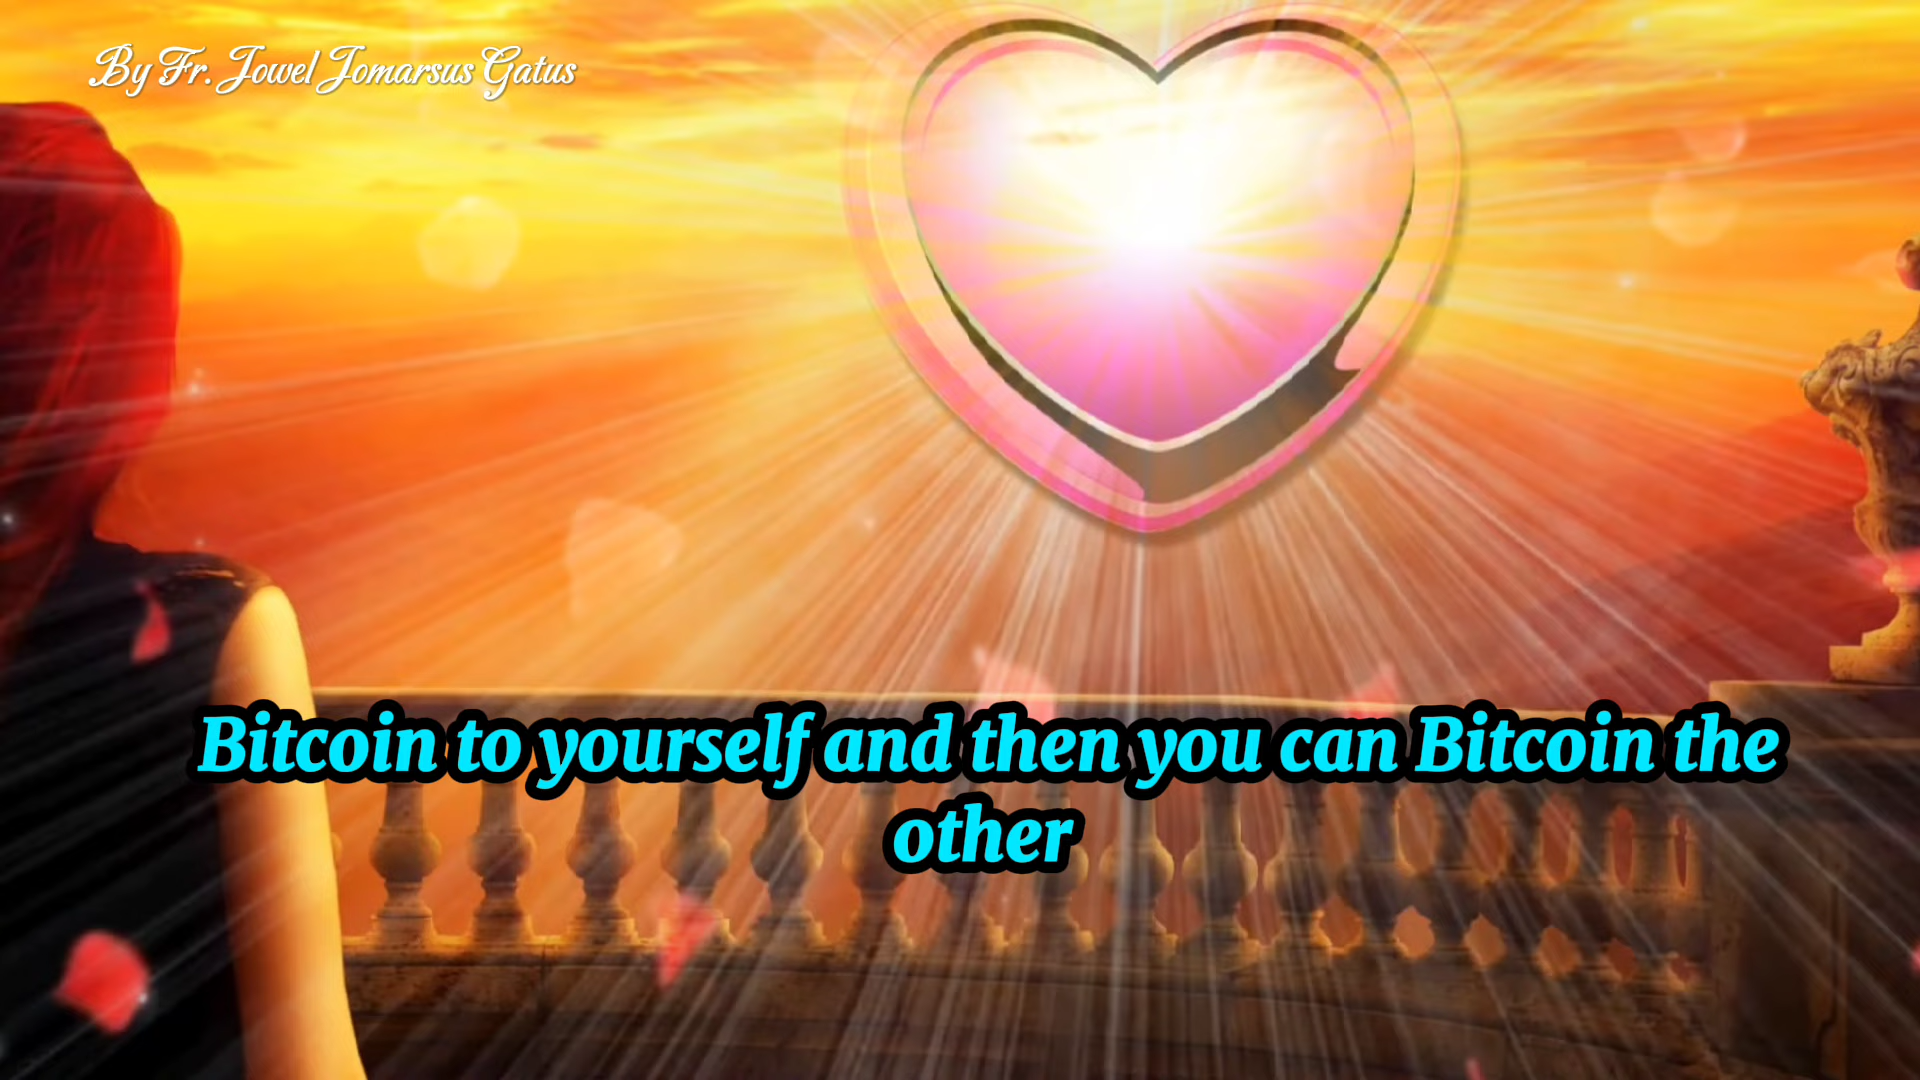 By Fr. Jowel Jomarsus Gatus
Bitcoin to yourself and then you can Bitcoin the
other